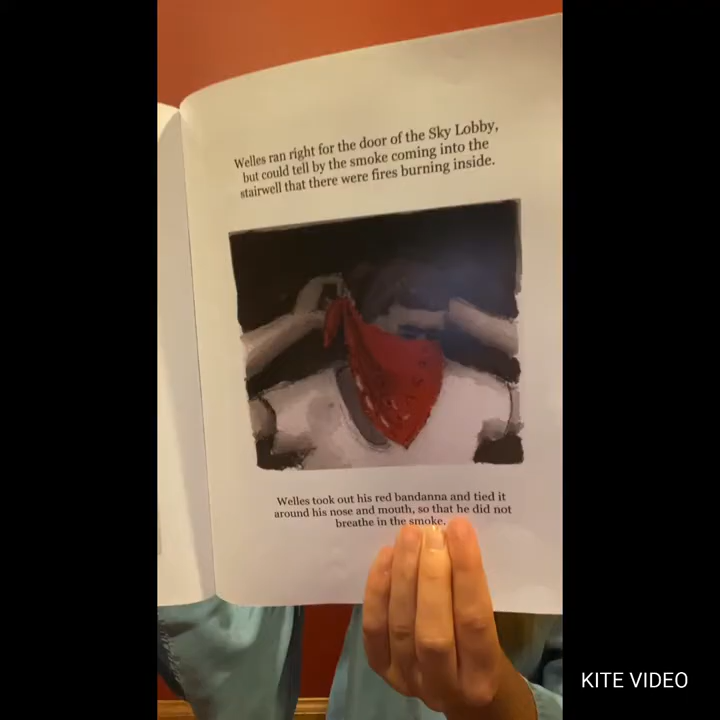 Welles ran right for the door of the Sky Lobby,
but could tell by the smoke coming into the
stairwell that there were fires burning inside.
Welles took out his red bandanna and tied it
around his nose and mouth, so that he did not
breathe in the smoke.
KITE VIDEO